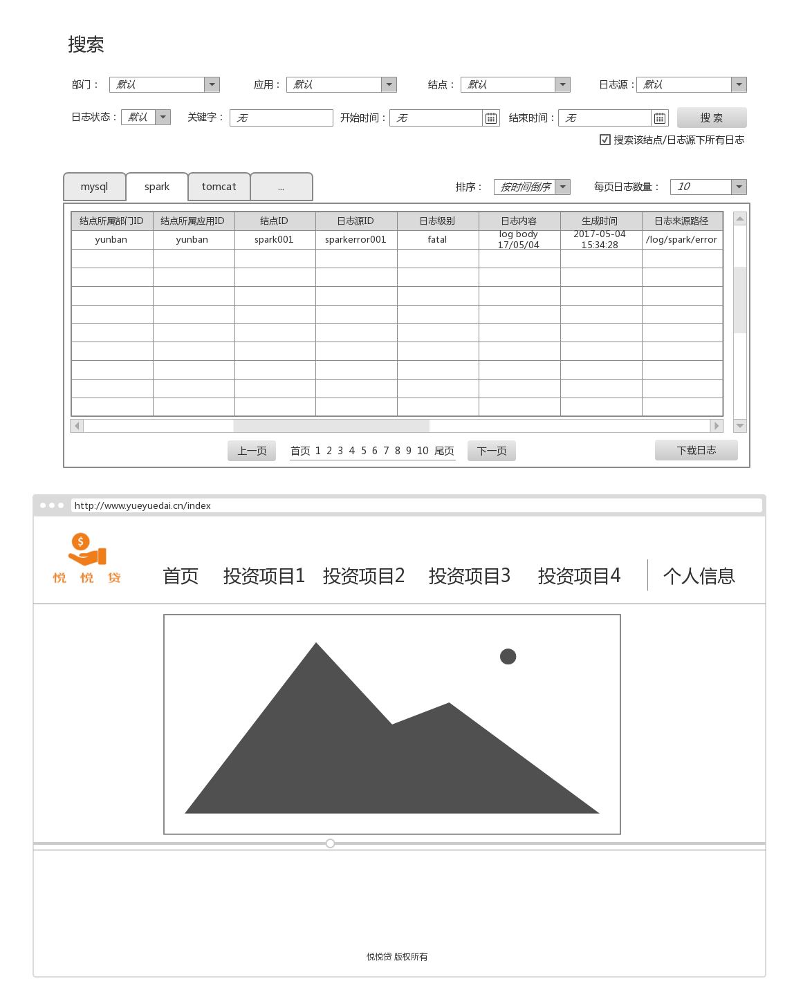 搜索
部门： 默认 应用： 默认 结点： 默认 日志源： 默认
日志状态： 默认 关键字： 无 开始时间： 无 结束时间： 无 搜 索
搜索该结点/日志源下所有日志
mysql spark tomcat ... 排序： 按时间倒序 每页日志数量： 10
结点所属部门ID 结点所属应用ID 结点ID 日志源ID 日志级别 日志内容 生成时间 日志来源路径
yunban yunban spark001 sparkerror001 fatal log body 17/05/04 2017-05-04 15:34:28 /log/spark/error
上一页 首页 1 2 3 4 5 6 7 8 9 10 尾页 下一页 下载日志
http://www.yueyuedai.cn/index
$
悦 悦 贷
首页 投资项目1 投资项目2 投资项目3 投资项目4 个人信息
悦悦贷 版权所有